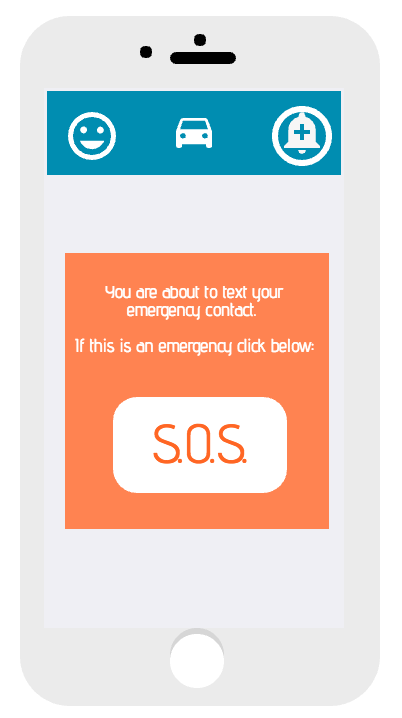 You are about to text your
emergency contact.
If this is an emergency click below:
S.O.S.